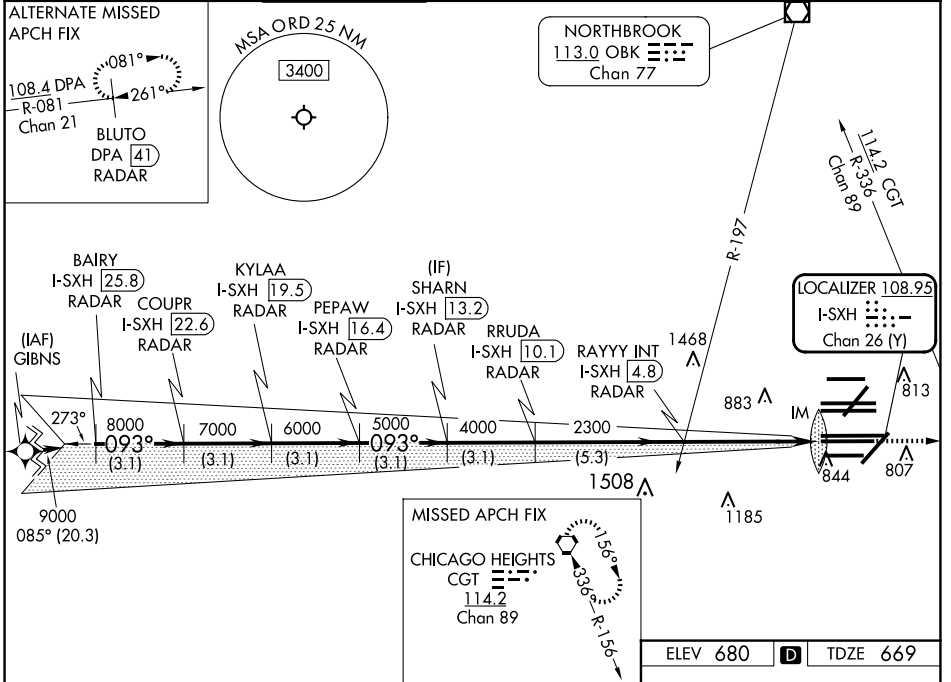 ALTERNATE MISSED
APCH FIX
081°
261°
108.4 DPA
R-081
Chan 21
BLUTO
DPA 41
RADAR
MSA ORD 25 NM
3400
NORTHBROOK
113.0 OBK
Chan 77
114.2 CGT
R-336
Chan 89
R-197
LOCALIZER 108.95
I-SXH
Chan 26 (Y)
(IAF)
GIBNS
BAIRY
I-SXH 25.8
RADAR
COUPR
I-SXH 22.6
RADAR
KYLAA
I-SXH 19.5
RADAR
PEPAW
I-SXH 16.4
RADAR
(IF)
SHARN
I-SXH 13.2
RADAR
RRUDA
I-SXH 10.1
RADAR
RAYYY INT
I-SXH 4.8
RADAR
1468
883
813
IM
273°
8000
093°
(3.1)
7000
(3.1)
6000
(3.1)
5000
093°
(3.1)
4000
(3.1)
2300
(5.3)
844
807
1508
1185
9000
085° (20.3)
MISSED APCH FIX
CHICAGO HEIGHTS
CGT
114.2
Chan 89
156°
336°
R-156
ELEV 680
D
TDZE 669